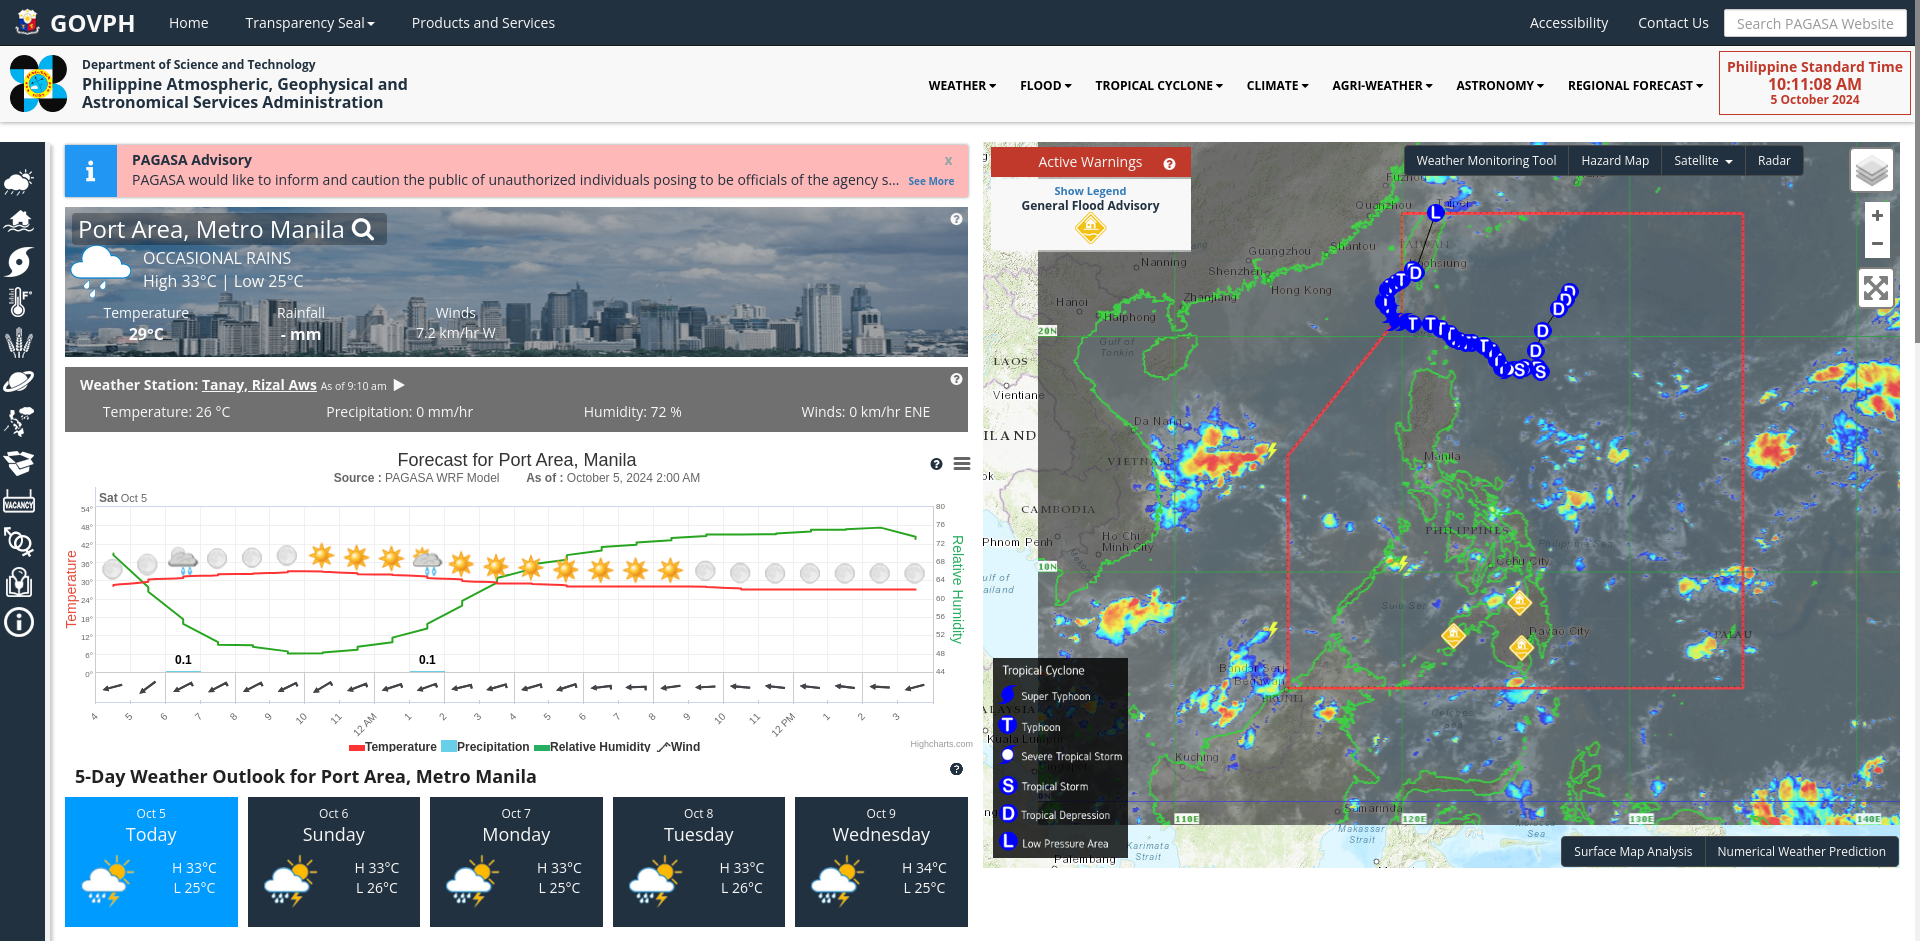 GOVPH
Home
Transparency Seal
Products and Services
Accessibility
Contact Us
Search PAGASA Website
Department of Science and Technology
Philippine Atmospheric, Geophysical and
Astronomical Services Administration
WEATHER
FLOOD
TROPICAL CYCLONE
CLIMATE
AGRI-WEATHER
ASTRONOMY
REGIONAL FORECAST
Philippine Standard Time
10:11:08 AM
5 October 2024
VACANCY
PAGASA Advisory
x
PAGASA would like to inform and caution the public of unauthorized individuals posing to be officials of the agency s...
See More
Port Area, Metro Manila
OCCASIONAL RAINS
High 33°C | Low 25°C
Temperature
Rainfall
Winds
29°C
- mm
7.2 km/hr W
Weather Station: Tanay, Rizal Aws As of 9:10 am
Temperature: 26 °C
Precipitation: 0 mm/hr
Humidity: 72 %
Winds: 0 km/hr ENE
Forecast for Port Area, Manila
Source : PAGASA WRF Model As of : October 5, 2024 2:00 AM
Sat Oct 5
Temperature
54°
48°
42°
36°
30°
24°
18°
12°
6°
0°
80
76
72
68
64
60
56
52
48
44
Relative Humidity
0.1
0.1
4
5
6
7
8
9
10
11
12 AM
1
2
3
4
5
6
7
8
9
10
11
12 PM
1
2
3
Temperature
Precipitation
Relative Humidity
Wind
Highcharts.com
5-Day Weather Outlook for Port Area, Metro Manila
Oct 5
Today
H 33°C
L 25°C
Oct 6
Sunday
H 33°C
L 26°C
Oct 7
Monday
H 33°C
L 25°C
Oct 8
Tuesday
H 33°C
L 26°C
Oct 9
Wednesday
H 34°C
L 25°C
Active Warnings
Show Legend
General Flood Advisory
Weather Monitoring Tool
Hazard Map
Satellite
Radar
+
−
Quanzhou
Taipei
TAIWAN
Guangzhou
Shantou
Nanning
Shenzhen
Hong Kong
Zhanjiang
Hanoi
Haiphong
Gulf of
Tonkin
20N
LAOS
Vientiane
Da Nang
VIETNAM
CAMBODIA
Phnom Penh
Ho Chi
Minh City
10N
Manila
PHILIPPINES
Philippine Sea
Cebu City
Sulu Sea
Davao City
PALAU
Bandar Seri
Begawan
BRUNEI
Kuala Lumpur
Kuching
Samarinda
110E
120E
130E
140E
Makassar
Strait
Karimata
Strait
Palembang
Tropical Cyclone
Super Typhoon
Typhoon
Severe Tropical Storm
Tropical Storm
Tropical Depression
Low Pressure Area
Surface Map Analysis
Numerical Weather Prediction